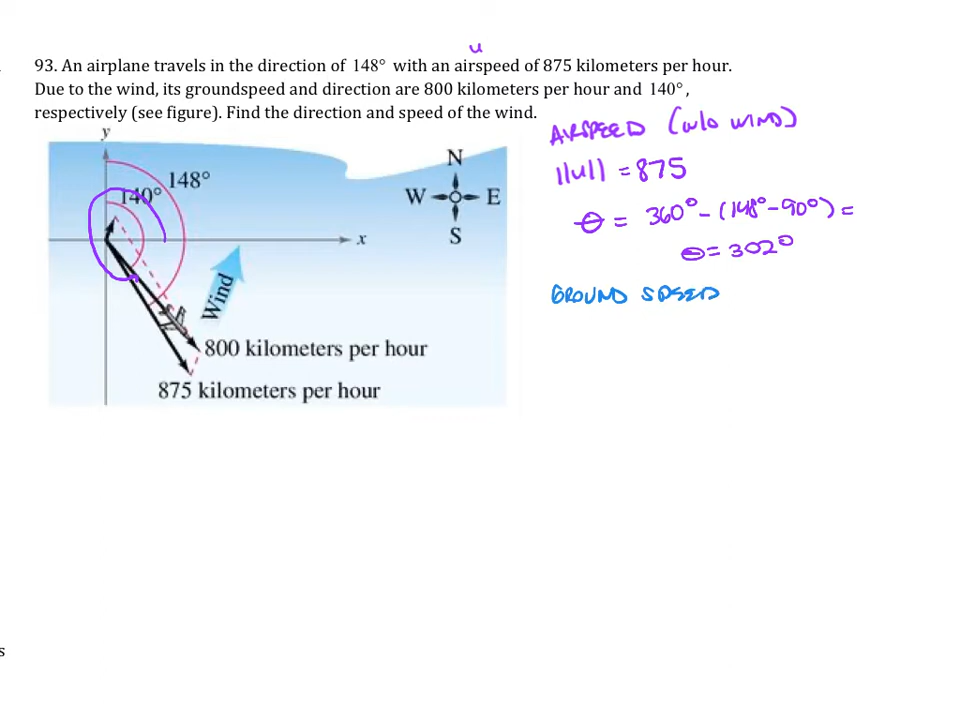 u
93. An airplane travels in the direction of 148° with an airspeed of 875 kilometers per hour.
Due to the wind, its groundspeed and direction are 800 kilometers per hour and 140°,
respectively (see figure). Find the direction and speed of the wind.
AIRSPEED (w/o WIND)
||u|| = 875
θ = 360° - (148° - 90°) =
θ = 302°
GROUND SPEED
y
148°
140°
x
N
W E
S
Wind
800 kilometers per hour
875 kilometers per hour
s